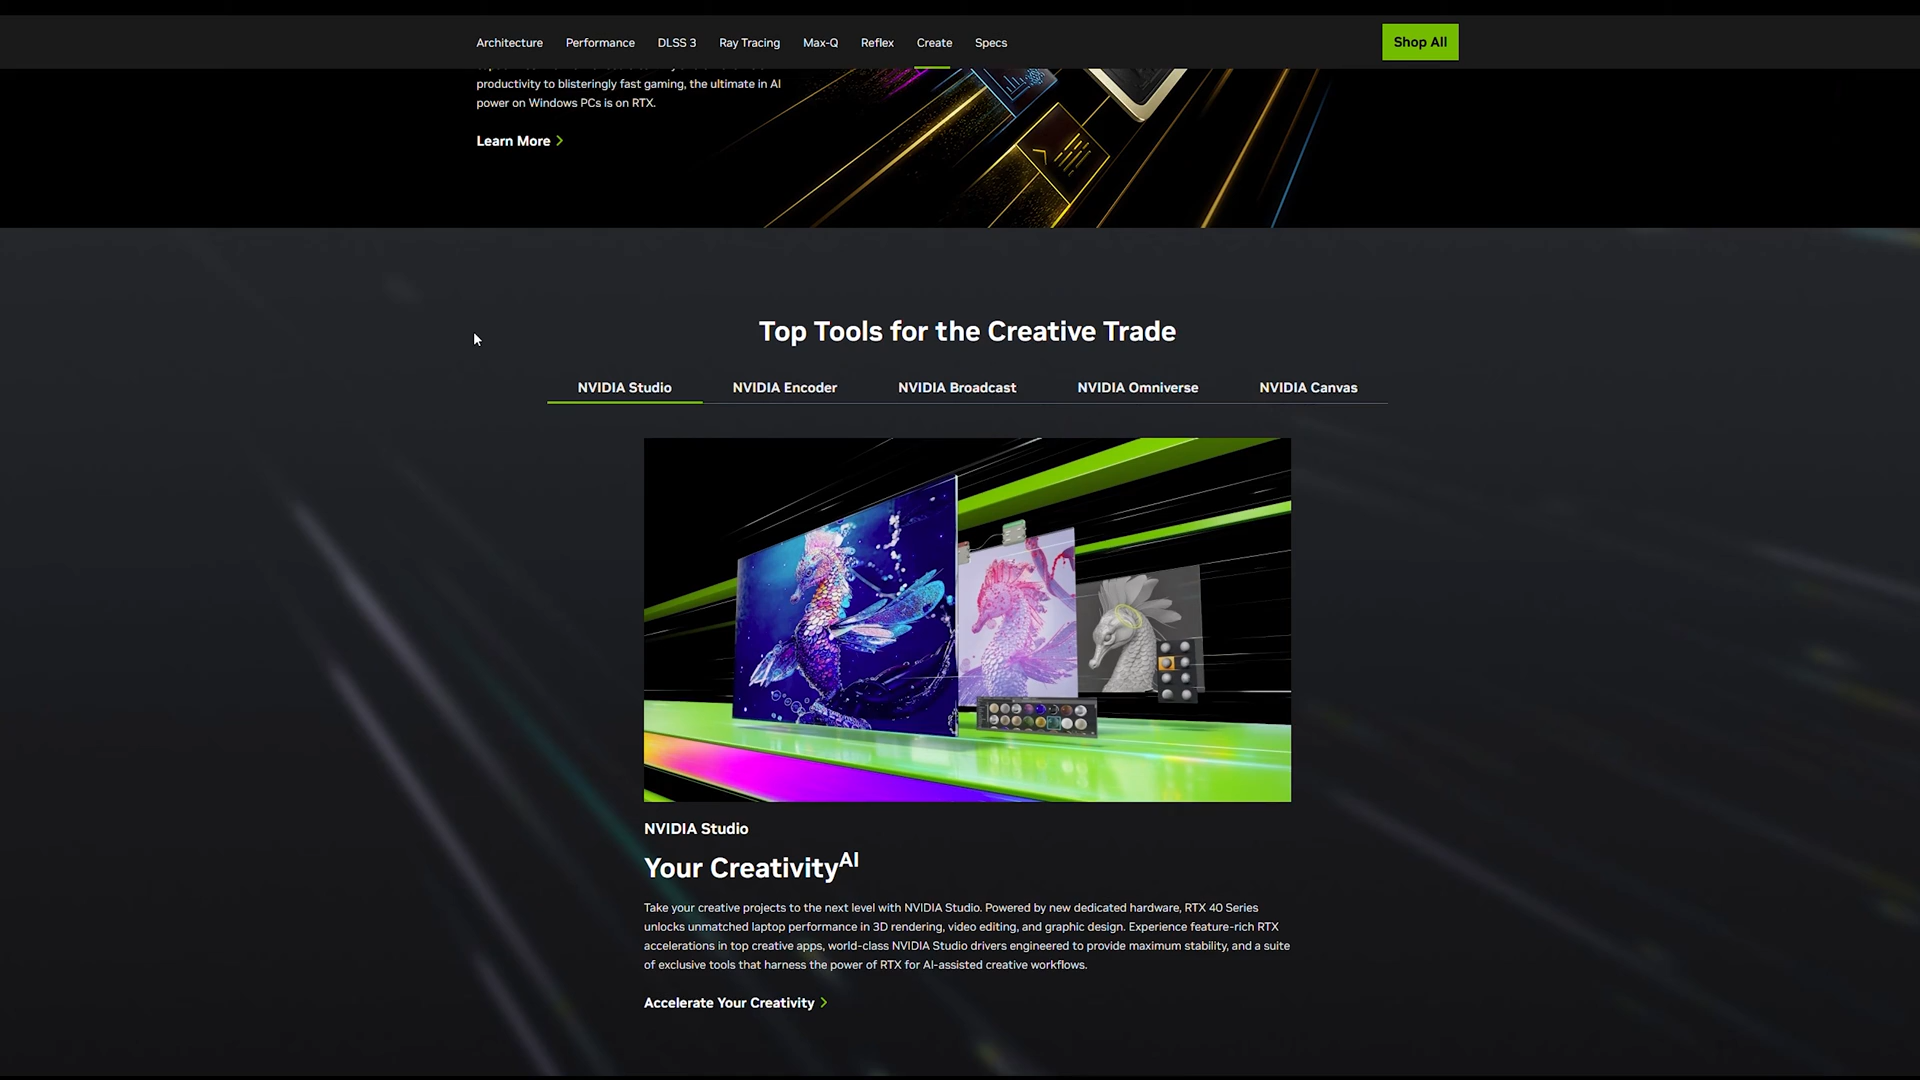 Architecture Performance DLSS 3 Ray Tracing Max-Q Reflex Create Specs Shop All
productivity to blisteringly fast gaming, the ultimate in AI
power on Windows PCs is on RTX.
Learn More
Top Tools for the Creative Trade
NVIDIA Studio NVIDIA Encoder NVIDIA Broadcast NVIDIA Omniverse NVIDIA Canvas
NVIDIA Studio
Your Creativity^AI
Take your creative projects to the next level with NVIDIA Studio. Powered by new dedicated hardware, RTX 40 Series
unlocks unmatched laptop performance in 3D rendering, video editing, and graphic design. Experience feature-rich RTX
accelerations in top creative apps, world-class NVIDIA Studio drivers engineered to provide maximum stability, and a suite
of exclusive tools that harness the power of RTX for AI-assisted creative workflows.
Accelerate Your Creativity